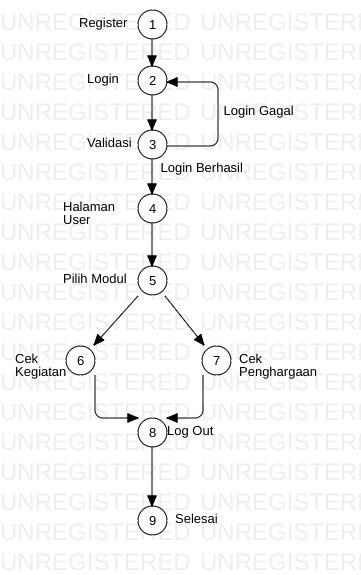 Register 1
Login 2
Login Gagal
Validasi 3
Login Berhasil
Halaman
User 4
Pilih Modul 5
Cek
Kegiatan 6
7 Cek
Penghargaan
8 Log Out
9 Selesai
UNREGISTERED UNREGISTERED